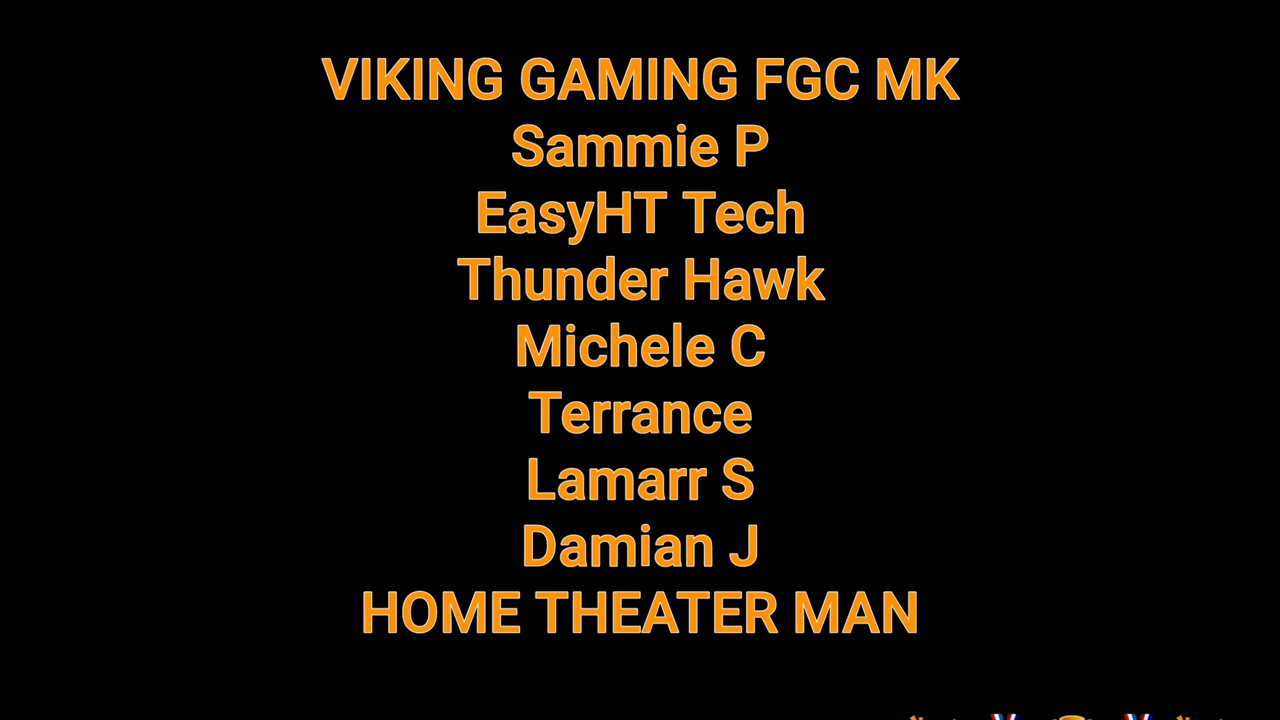 VIKING GAMING FGC MK
Sammie P
EasyHT Tech
Thunder Hawk
Michele C
Terrance
Lamarr S
Damian J
HOME THEATER MAN